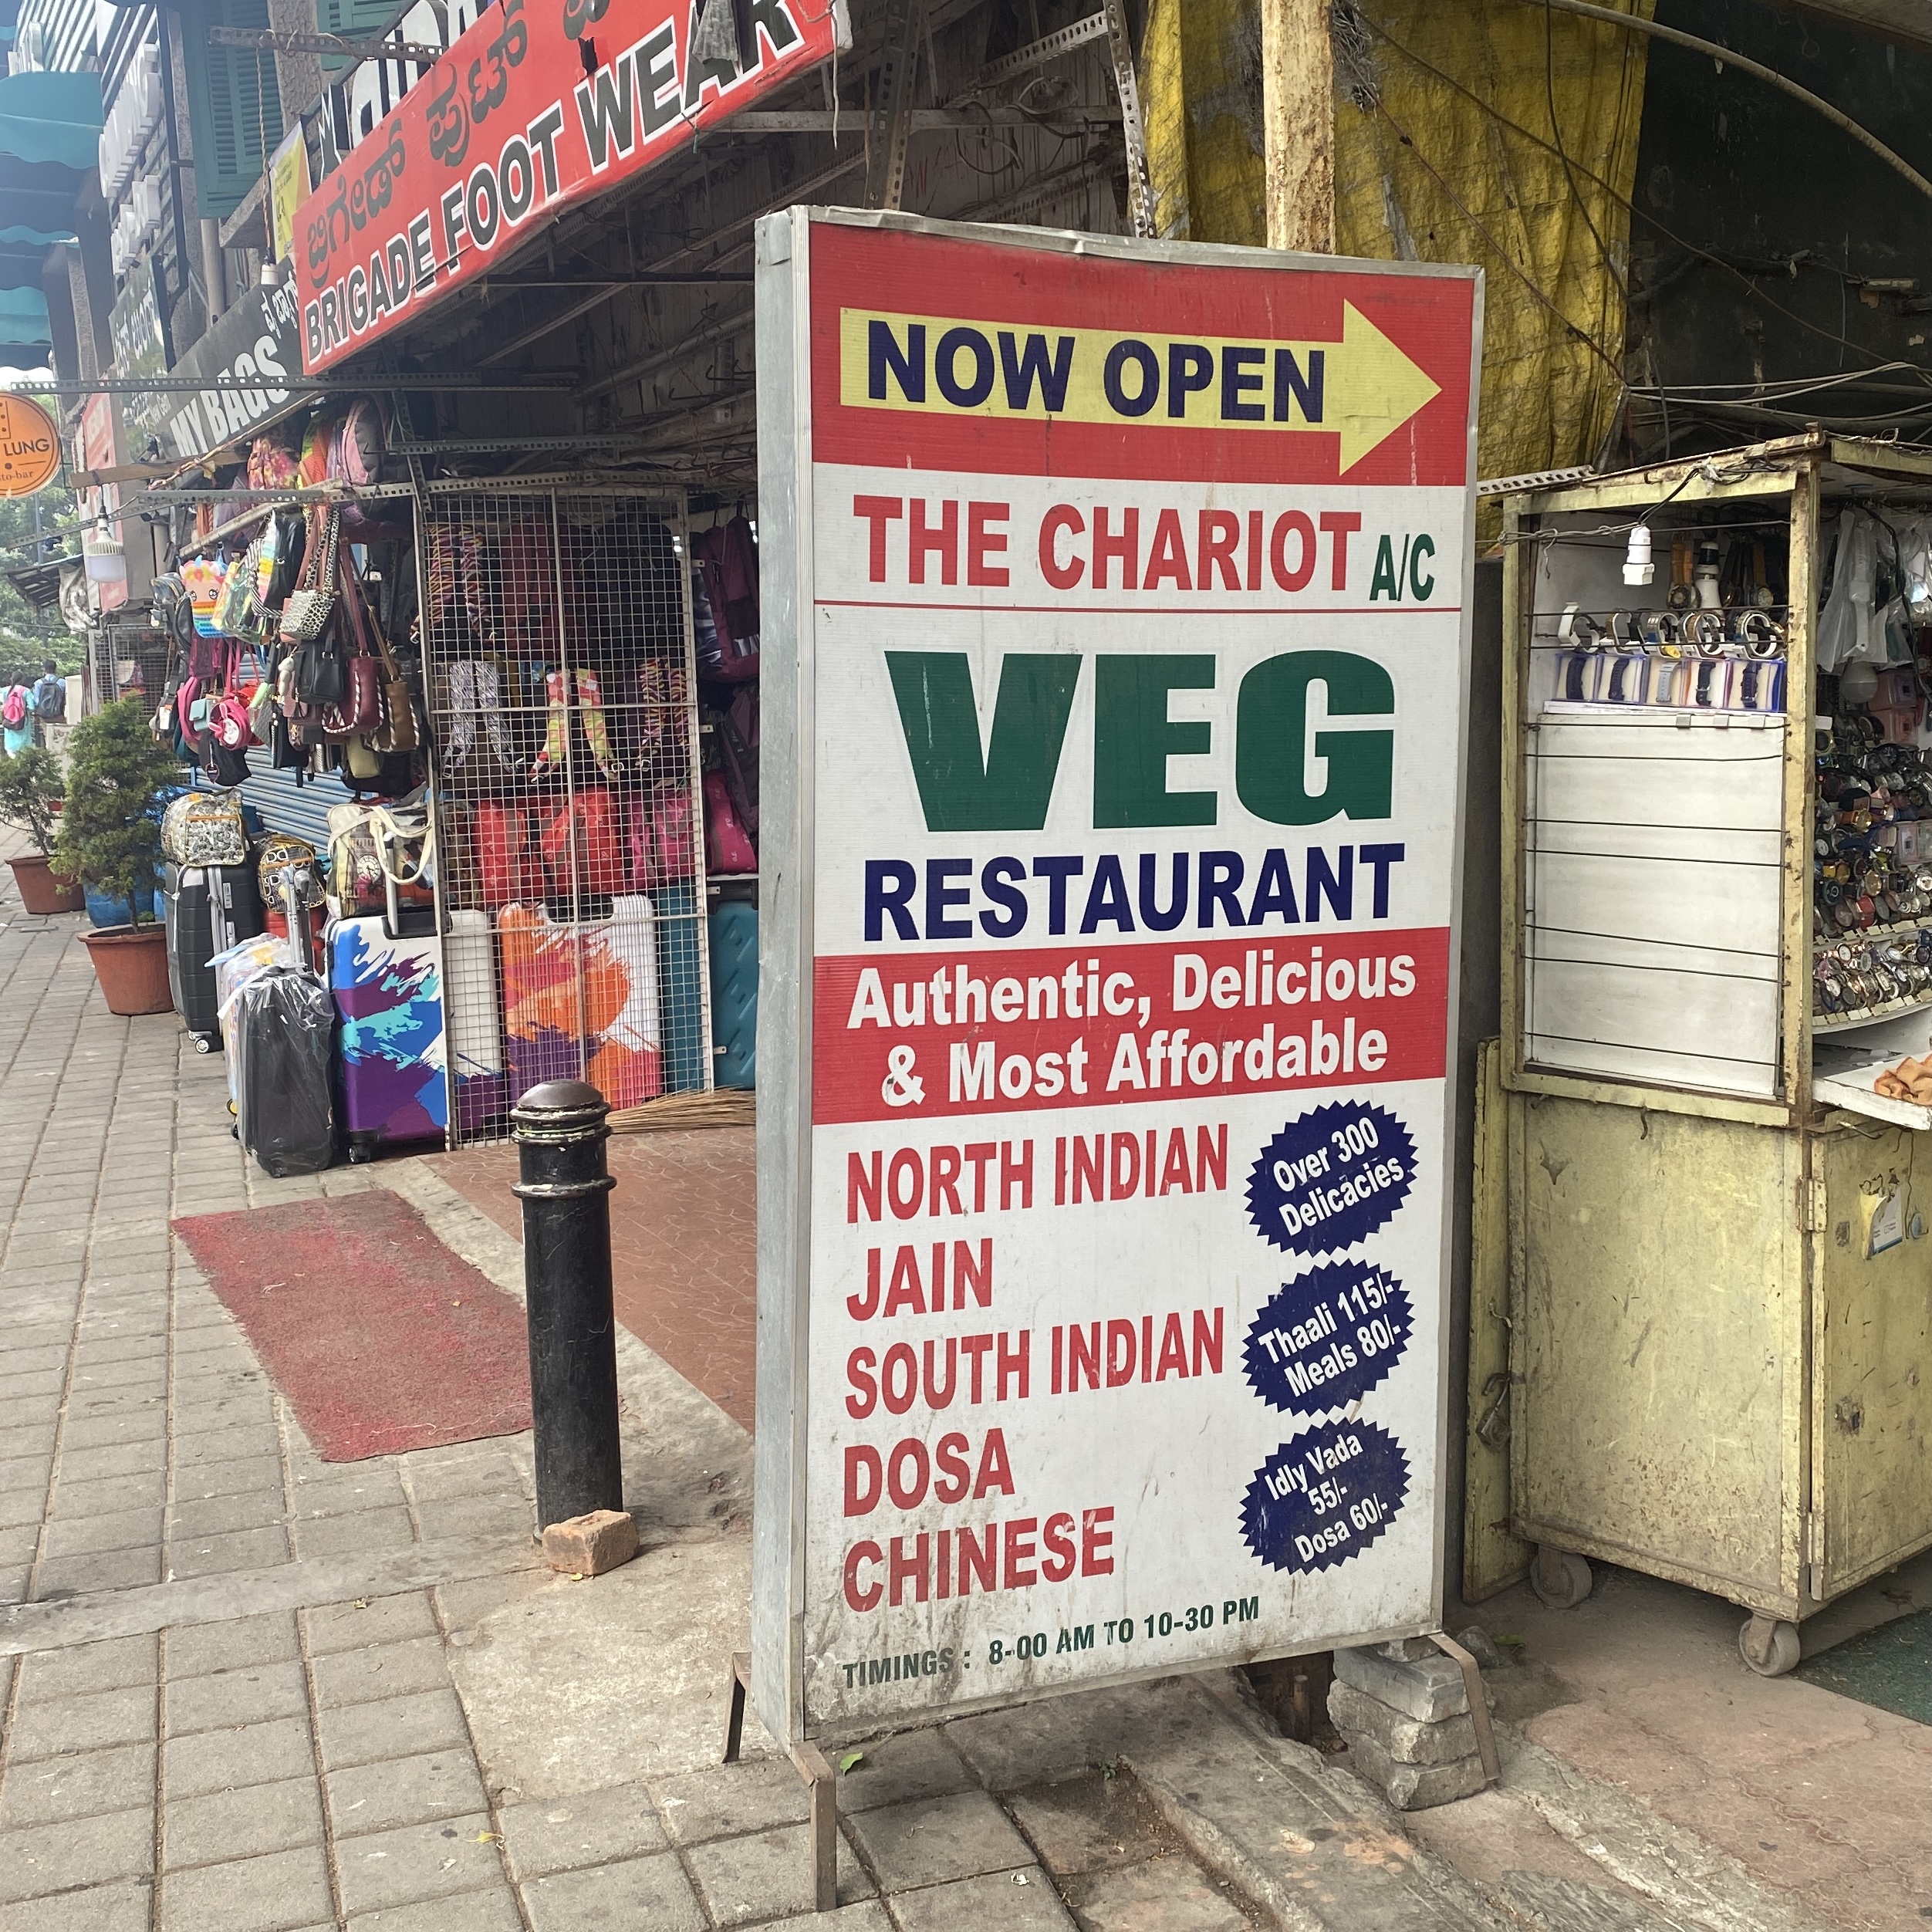 ಬ್ರಿಗೇಡ್ ಫುಟ್
BRIGADE FOOT WEAR
MY BAGS
LUNG
NOW OPEN
THE CHARIOT A/C
VEG
RESTAURANT
Authentic, Delicious
& Most Affordable
NORTH INDIAN
JAIN
SOUTH INDIAN
DOSA
CHINESE
Over 300
Delicacies
Thaali 115/-
Meals 80/-
Idly Vada
55/-
Dosa 60/-
TIMINGS : 8-00 AM TO 10-30 PM